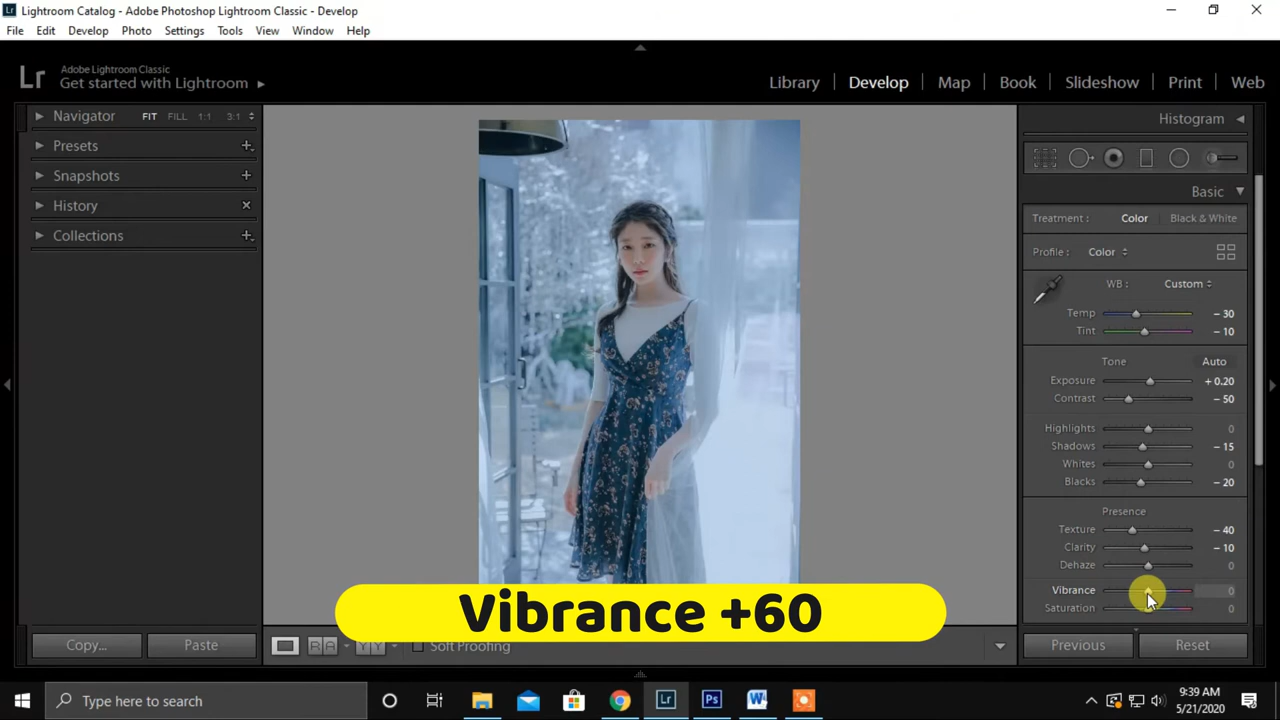 Lightroom Catalog - Adobe Photoshop Lightroom Classic - Develop
File Edit Develop Photo Settings Tools View Window Help
Lr
Adobe Lightroom Classic
Get started with Lightroom
Library Develop Map Book Slideshow Print Web
Navigator FIT FILL 1:1 3:1
Presets
Snapshots
History
Collections
Copy...
Paste
Histogram
Basic
Treatment : Color Black & White
Profile : Color
WB : Custom
Temp - 30
Tint - 10
Tone Auto
Exposure + 0.20
Contrast - 50
Highlights 0
Shadows - 15
Whites 0
Blacks - 20
Presence
Texture - 40
Clarity - 10
Dehaze 0
Vibrance 0
Saturation 0
Vibrance +60
R A Y Y Soft Proofing
Previous Reset
Type here to search
Lr Ps W
9:39 AM
5/21/2020